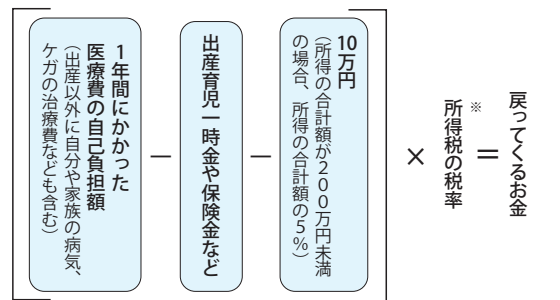 1年間にかかった
医療費の自己負担額
(出産以外に自分や家族の病気、
ケガの治療費なども含む)
−
出産育児一時金や保険金など
−
10万円
(所得の合計額が200万円未満
の場合、所得の合計額の5%)
×
※
所得税の税率
=
戻ってくるお金